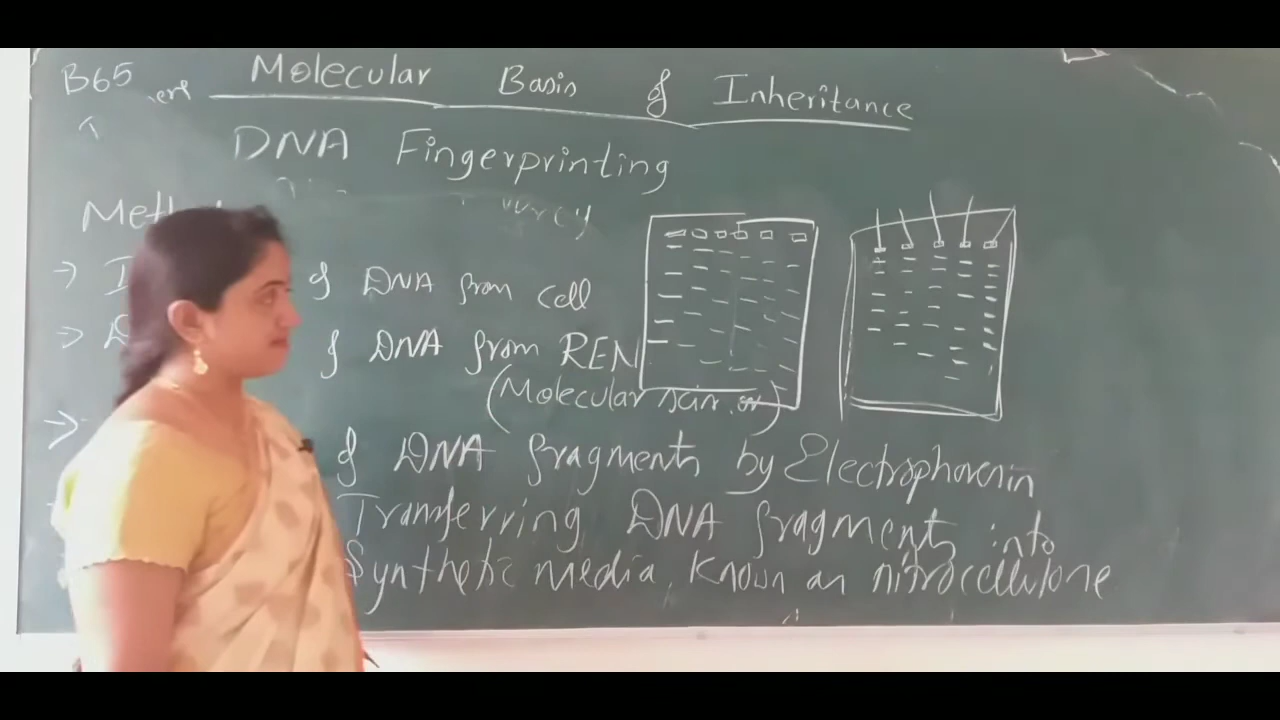 B65 Molecular Basis of Inheritance
DNA Fingerprinting
of DNA from cell
of DNA from REN
(Molecular
of DNA fragments by Electrophoresis
Transferring DNA fragments into
Synthetic media, Known as nitrocellulose